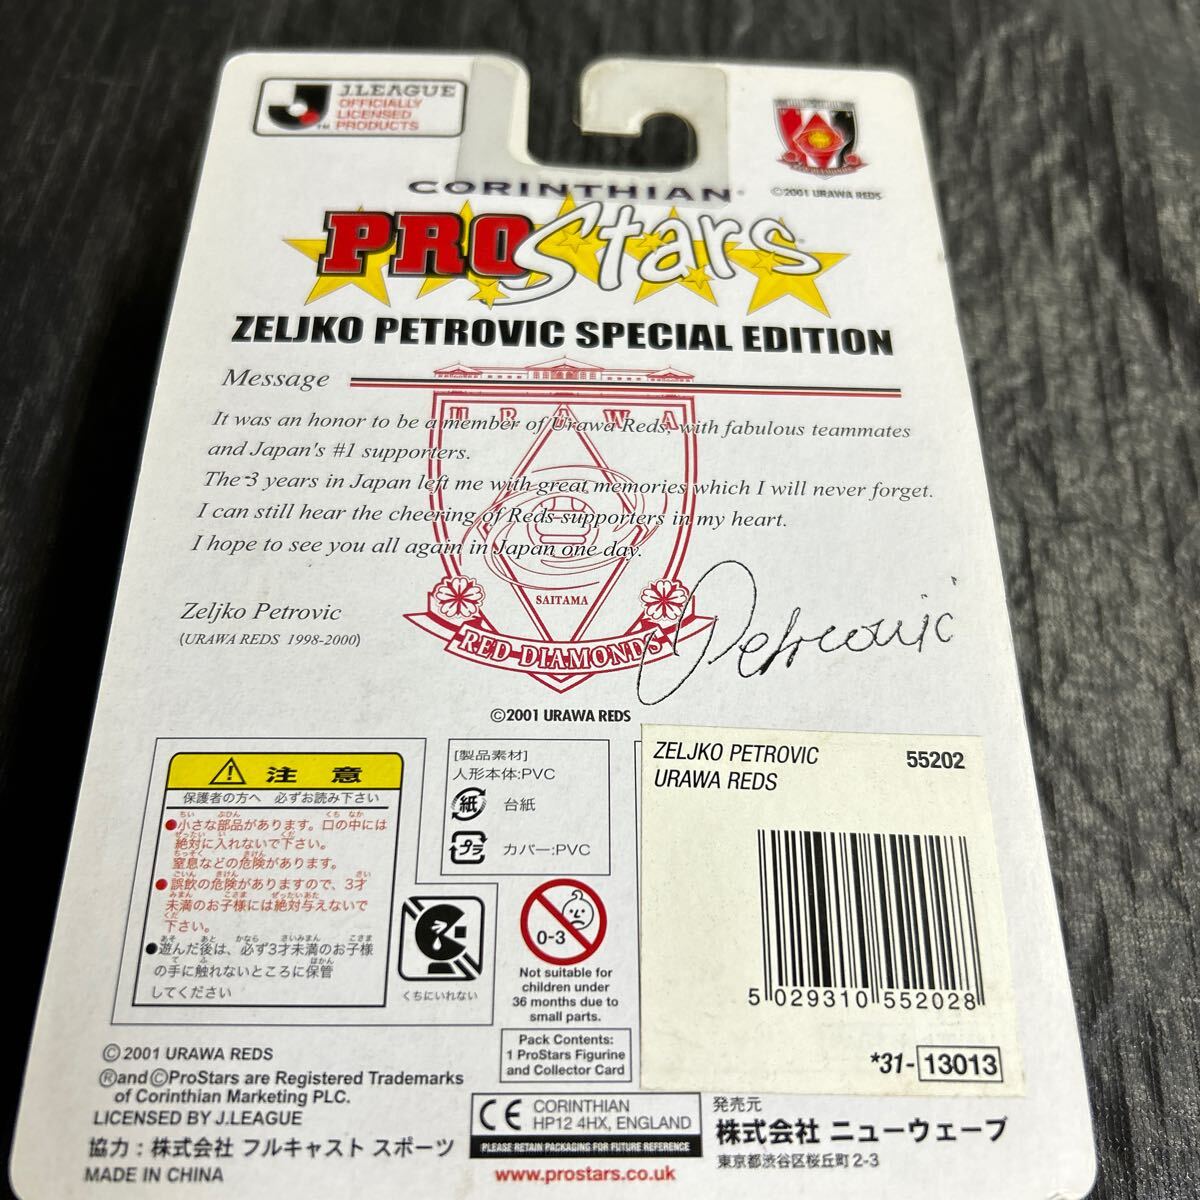 J.LEAGUE
OFFICIALLY
LICENSED
PRODUCTS
©2001 URAWA REDS
CORINTHIAN®
PROStars
ZELJKO PETROVIC SPECIAL EDITION
Message
It was an honor to be a member of Urawa Reds, with fabulous teammates
and Japan's #1 supporters.
The 3 years in Japan left me with great memories which I will never forget.
I can still hear the cheering of Reds supporters in my heart.
I hope to see you all again in Japan one day.
Zeljko Petrovic
(URAWA REDS 1998-2000)
URAWA
SAITAMA
RED DIAMONDS
Petrovic
©2001 URAWA REDS
注意
保護者の方へ 必ずお読み下さい
●小さな部品があります。口の中には
絶対に入れないで下さい。
窒息などの危険があります。
●誤飲の危険がありますので、3才
未満のお子様には絶対与えないで
下さい。
●遊んだ後は、必ず3才未満のお子様
の手に触れないところに保管
してください
くちにいれない
[製品素材]
人形本体:PVC
紙 台紙
プラ カバー:PVC
0-3
Not suitable for
children under
36 months due to
small parts.
Pack Contents:
1 ProStars Figurine
and Collector Card
ZELJKO PETROVIC 55202
URAWA REDS
5 029310 552028
*31-13013
©2001 URAWA REDS
®and©ProStars are Registered Trademarks
of Corinthian Marketing PLC.
LICENSED BY J.LEAGUE
協力：株式会社 フルキャスト スポーツ
MADE IN CHINA
CE CORINTHIAN
HP12 4HX, ENGLAND
PLEASE RETAIN PACKAGING FOR FUTURE REFERENCE
www.prostars.co.uk
発売元
株式会社 ニューウェーブ
東京都渋谷区桜丘町2-3